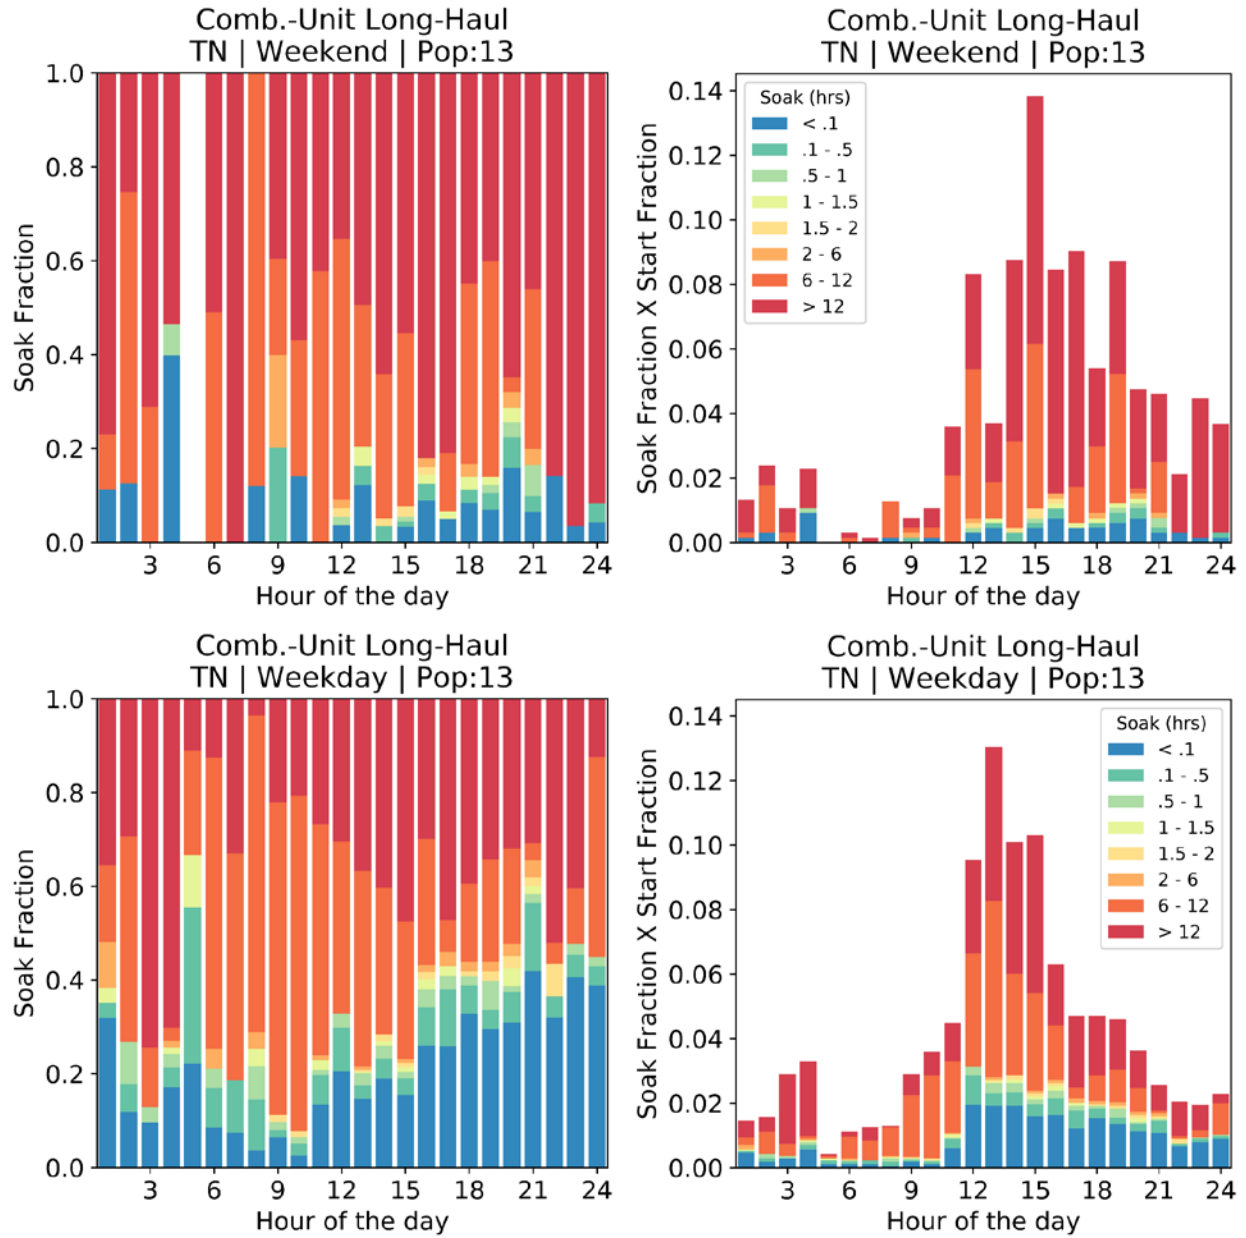 Comb.-Unit Long-Haul
TN | Weekend | Pop:13
1.0
0.8
0.6
0.4
0.2
0.0
Soak Fraction
3 6 9 12 15 18 21 24
Hour of the day
Comb.-Unit Long-Haul
TN | Weekend | Pop:13
0.14
0.12
0.10
0.08
0.06
0.04
0.02
0.00
Soak Fraction X Start Fraction
Soak (hrs)
< .1
.1 - .5
.5 - 1
1 - 1.5
1.5 - 2
2 - 6
6 - 12
> 12
3 6 9 12 15 18 21 24
Hour of the day
Comb.-Unit Long-Haul
TN | Weekday | Pop:13
1.0
0.8
0.6
0.4
0.2
0.0
Soak Fraction
3 6 9 12 15 18 21 24
Hour of the day
Comb.-Unit Long-Haul
TN | Weekday | Pop:13
0.14
0.12
0.10
0.08
0.06
0.04
0.02
0.00
Soak Fraction X Start Fraction
Soak (hrs)
< .1
.1 - .5
.5 - 1
1 - 1.5
1.5 - 2
2 - 6
6 - 12
> 12
3 6 9 12 15 18 21 24
Hour of the day